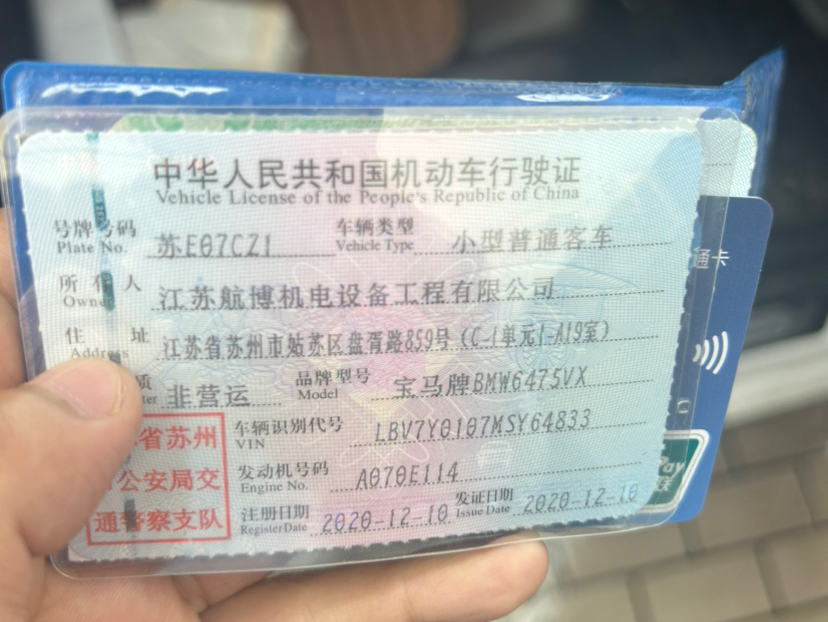 中华人民共和国机动车行驶证
Vehicle License of the People's Republic of China
号牌号码 苏E07CZ1 车辆类型 小型普通客车
Plate No. Vehicle Type
所 人 江苏航博机电设备工程有限公司
Owner
住 址 江苏省苏州市姑苏区盘胥路859号(C-1单元1-A19室)
Address
质 非营运 品牌型号 宝马牌BMW6475VX
ter Model
省苏州 车辆识别代号 LBV7Y0107MSY64833
VIN
公安局交 发动机号码 A070E114
Engine No.
通警察支队 注册日期 2020-12-10 发证日期 2020-12-10
Register Date Issue Date
通卡
Pay